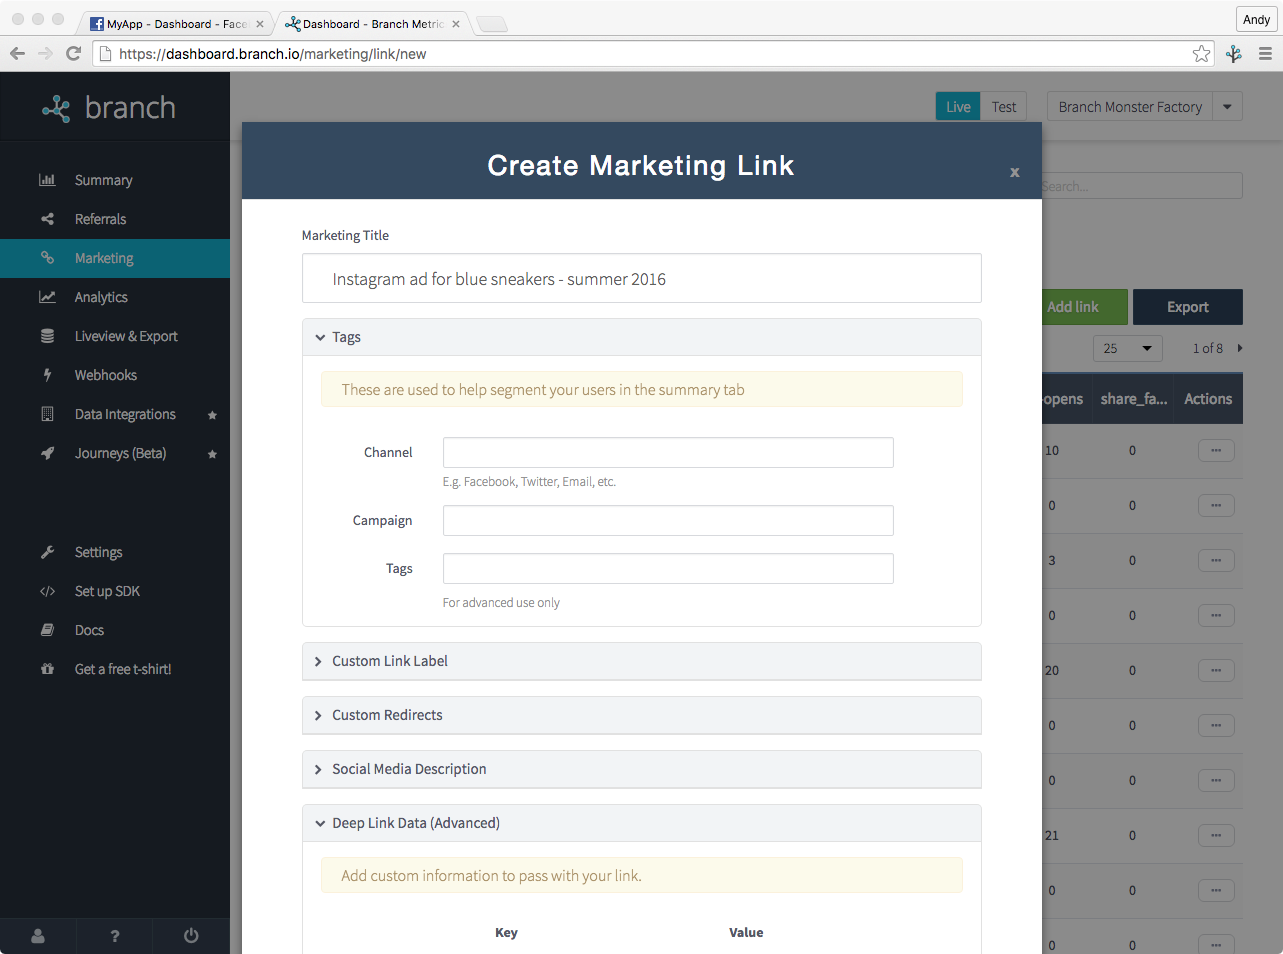 MyApp - Dashboard - Face
Dashboard - Branch Metric
Andy
https://dashboard.branch.io/marketing/link/new
branch
Live
Test
Branch Monster Factory
Summary
Referrals
Marketing
Analytics
Liveview & Export
Webhooks
Data Integrations
Journeys (Beta)
Settings
Set up SDK
Docs
Get a free t-shirt!
?
Create Marketing Link
x
Search...
Marketing Title
Instagram ad for blue sneakers - summer 2016
Tags
These are used to help segment your users in the summary tab
Channel
E.g. Facebook, Twitter, Email, etc.
Campaign
Tags
For advanced use only
Custom Link Label
Custom Redirects
Social Media Description
Deep Link Data (Advanced)
Add custom information to pass with your link.
Key Value
Add link
Export
25
1 of 8
-opens share_fa... Actions
10 0 ...
0 0 ...
3 0 ...
0 0 ...
20 0 ...
0 0 ...
0 0 ...
21 0 ...
0 0 ...
0 0 ...